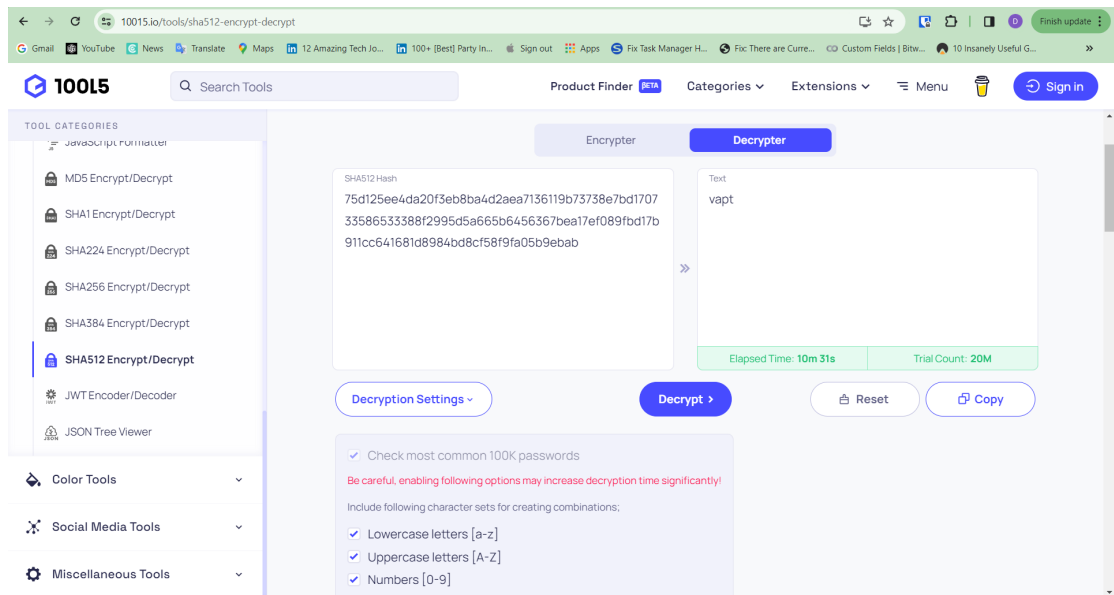 10015.io/tools/sha512-encrypt-decrypt
Finish update
Gmail
YouTube
News
Translate
Maps
12 Amazing Tech Jo...
100+ [Best] Party In...
Sign out
Apps
Fix Task Manager H...
Fix: There are Curre...
Custom Fields | Bitw...
10 Insanely Useful G...
»
10015
Search Tools
Product Finder BETA
Categories
Extensions
Menu
Sign in
TOOL CATEGORIES
JavaScript Formatter
MD5 Encrypt/Decrypt
SHA1 Encrypt/Decrypt
SHA224 Encrypt/Decrypt
SHA256 Encrypt/Decrypt
SHA384 Encrypt/Decrypt
SHA512 Encrypt/Decrypt
JWT Encoder/Decoder
JSON Tree Viewer
Color Tools
Social Media Tools
Miscellaneous Tools
Encrypter
Decrypter
SHA512 Hash
75d125ee4da20f3eb8ba4d2aea7136119b73738e7bd1707
33586533388f2995d5a665b6456367bea17ef089fbd17b
911cc641681d8984bd8cf58f9fa05b9ebab
»
Text
vapt
Elapsed Time: 10m 31s
Trial Count: 20M
Decryption Settings
Decrypt >
Reset
Copy
Check most common 100K passwords
Be careful, enabling following options may increase decryption time significantly!
Include following character sets for creating combinations;
Lowercase letters [a-z]
Uppercase letters [A-Z]
Numbers [0-9]